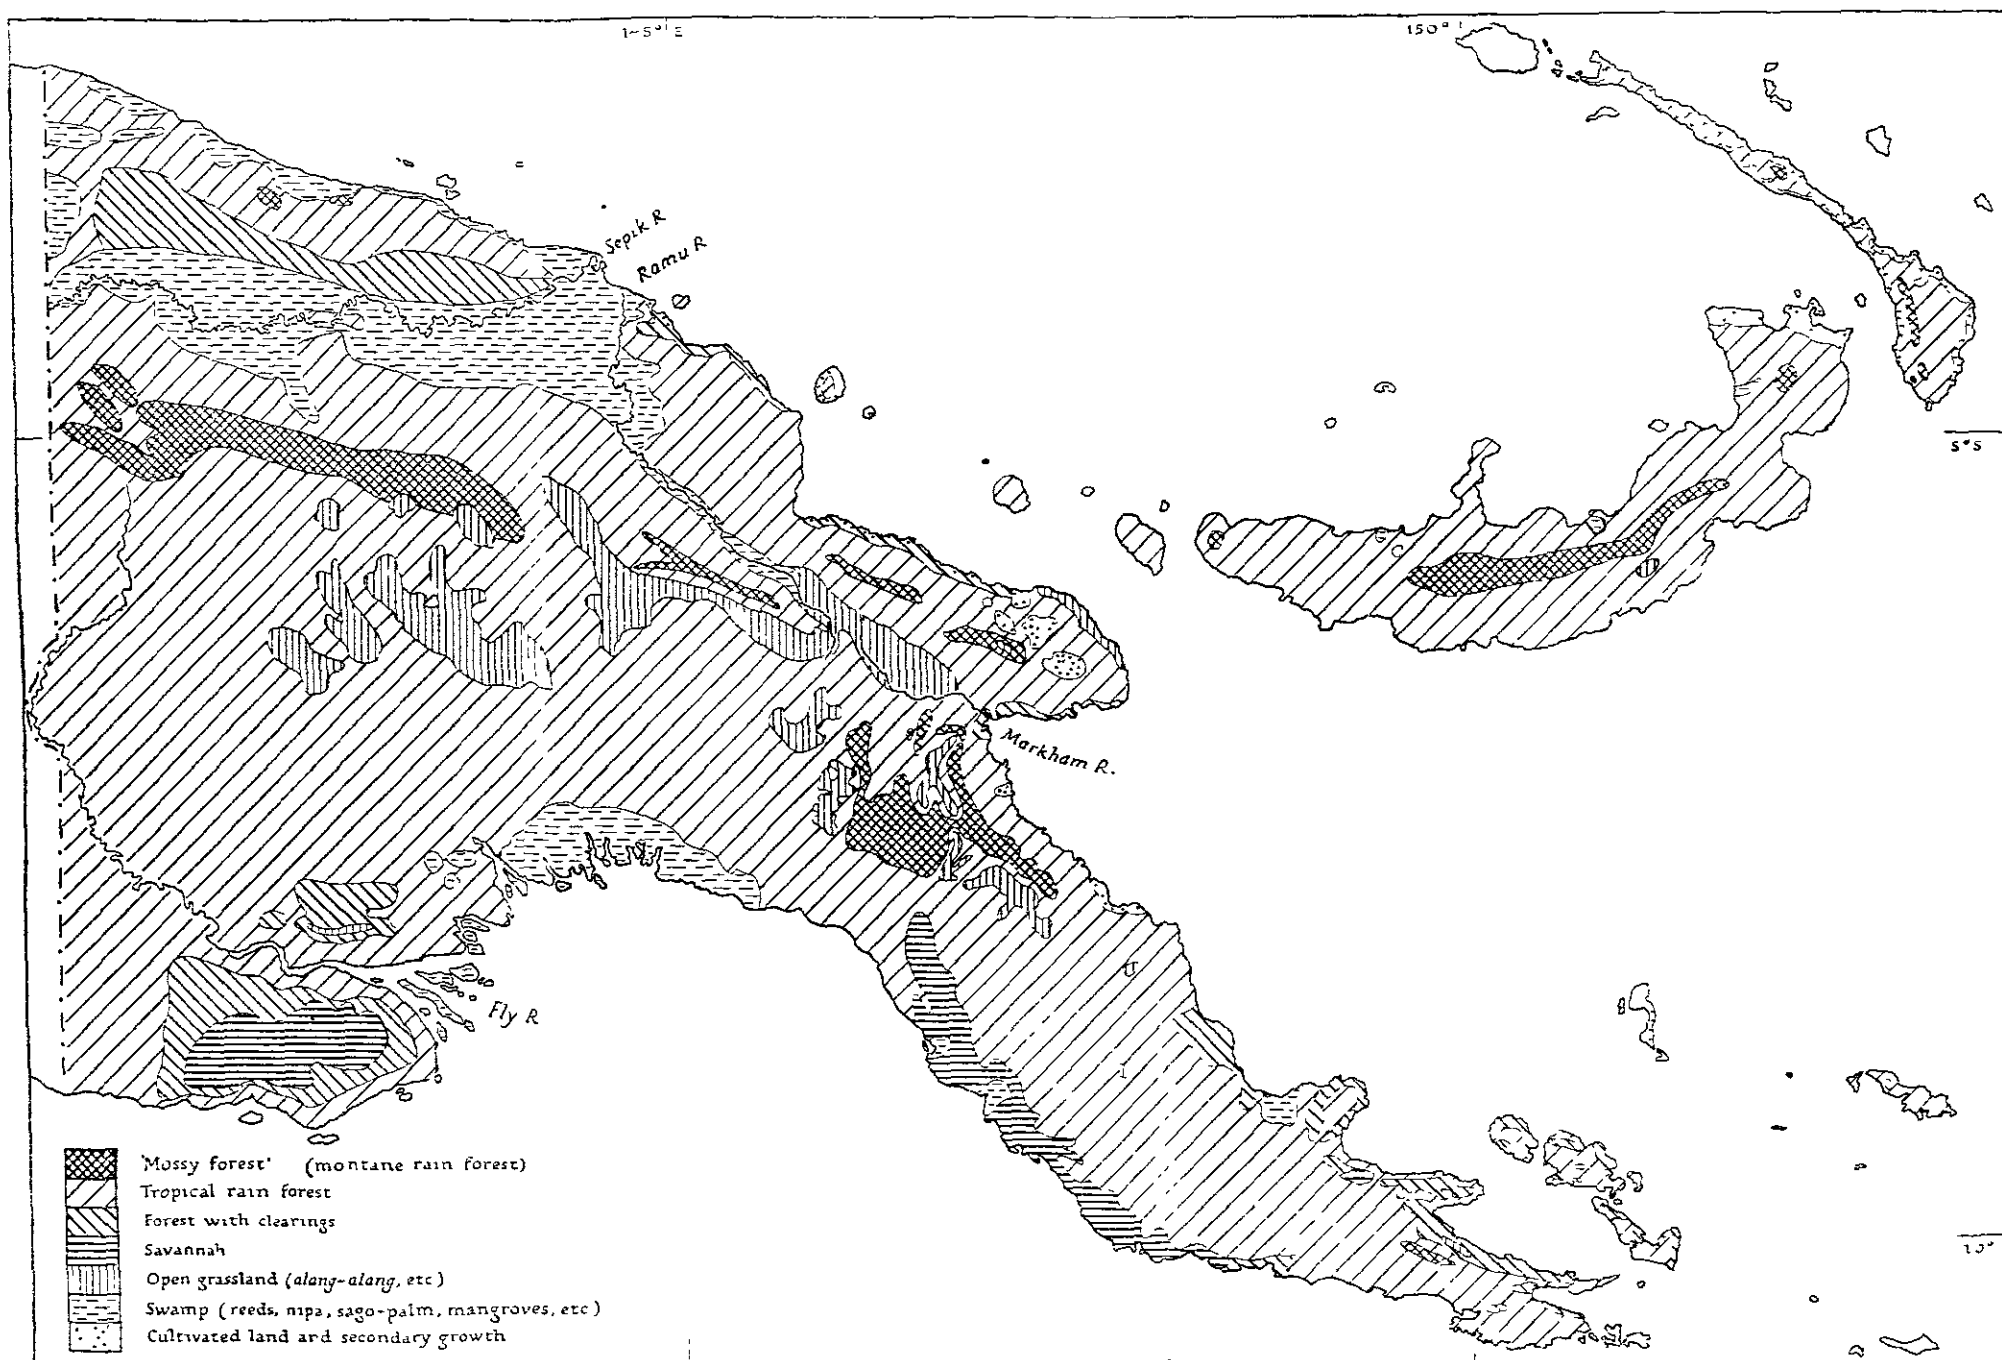 150°
Sepik R
Ramu R
5°S
Markham R.
Fly R
'Mossy forest' (montane rain forest)
Tropical rain forest
Forest with clearings
Savannah
Open grassland (alang-alang, etc)
Swamp (reeds, nipa, sago-palm, mangroves, etc)
Cultivated land and secondary growth